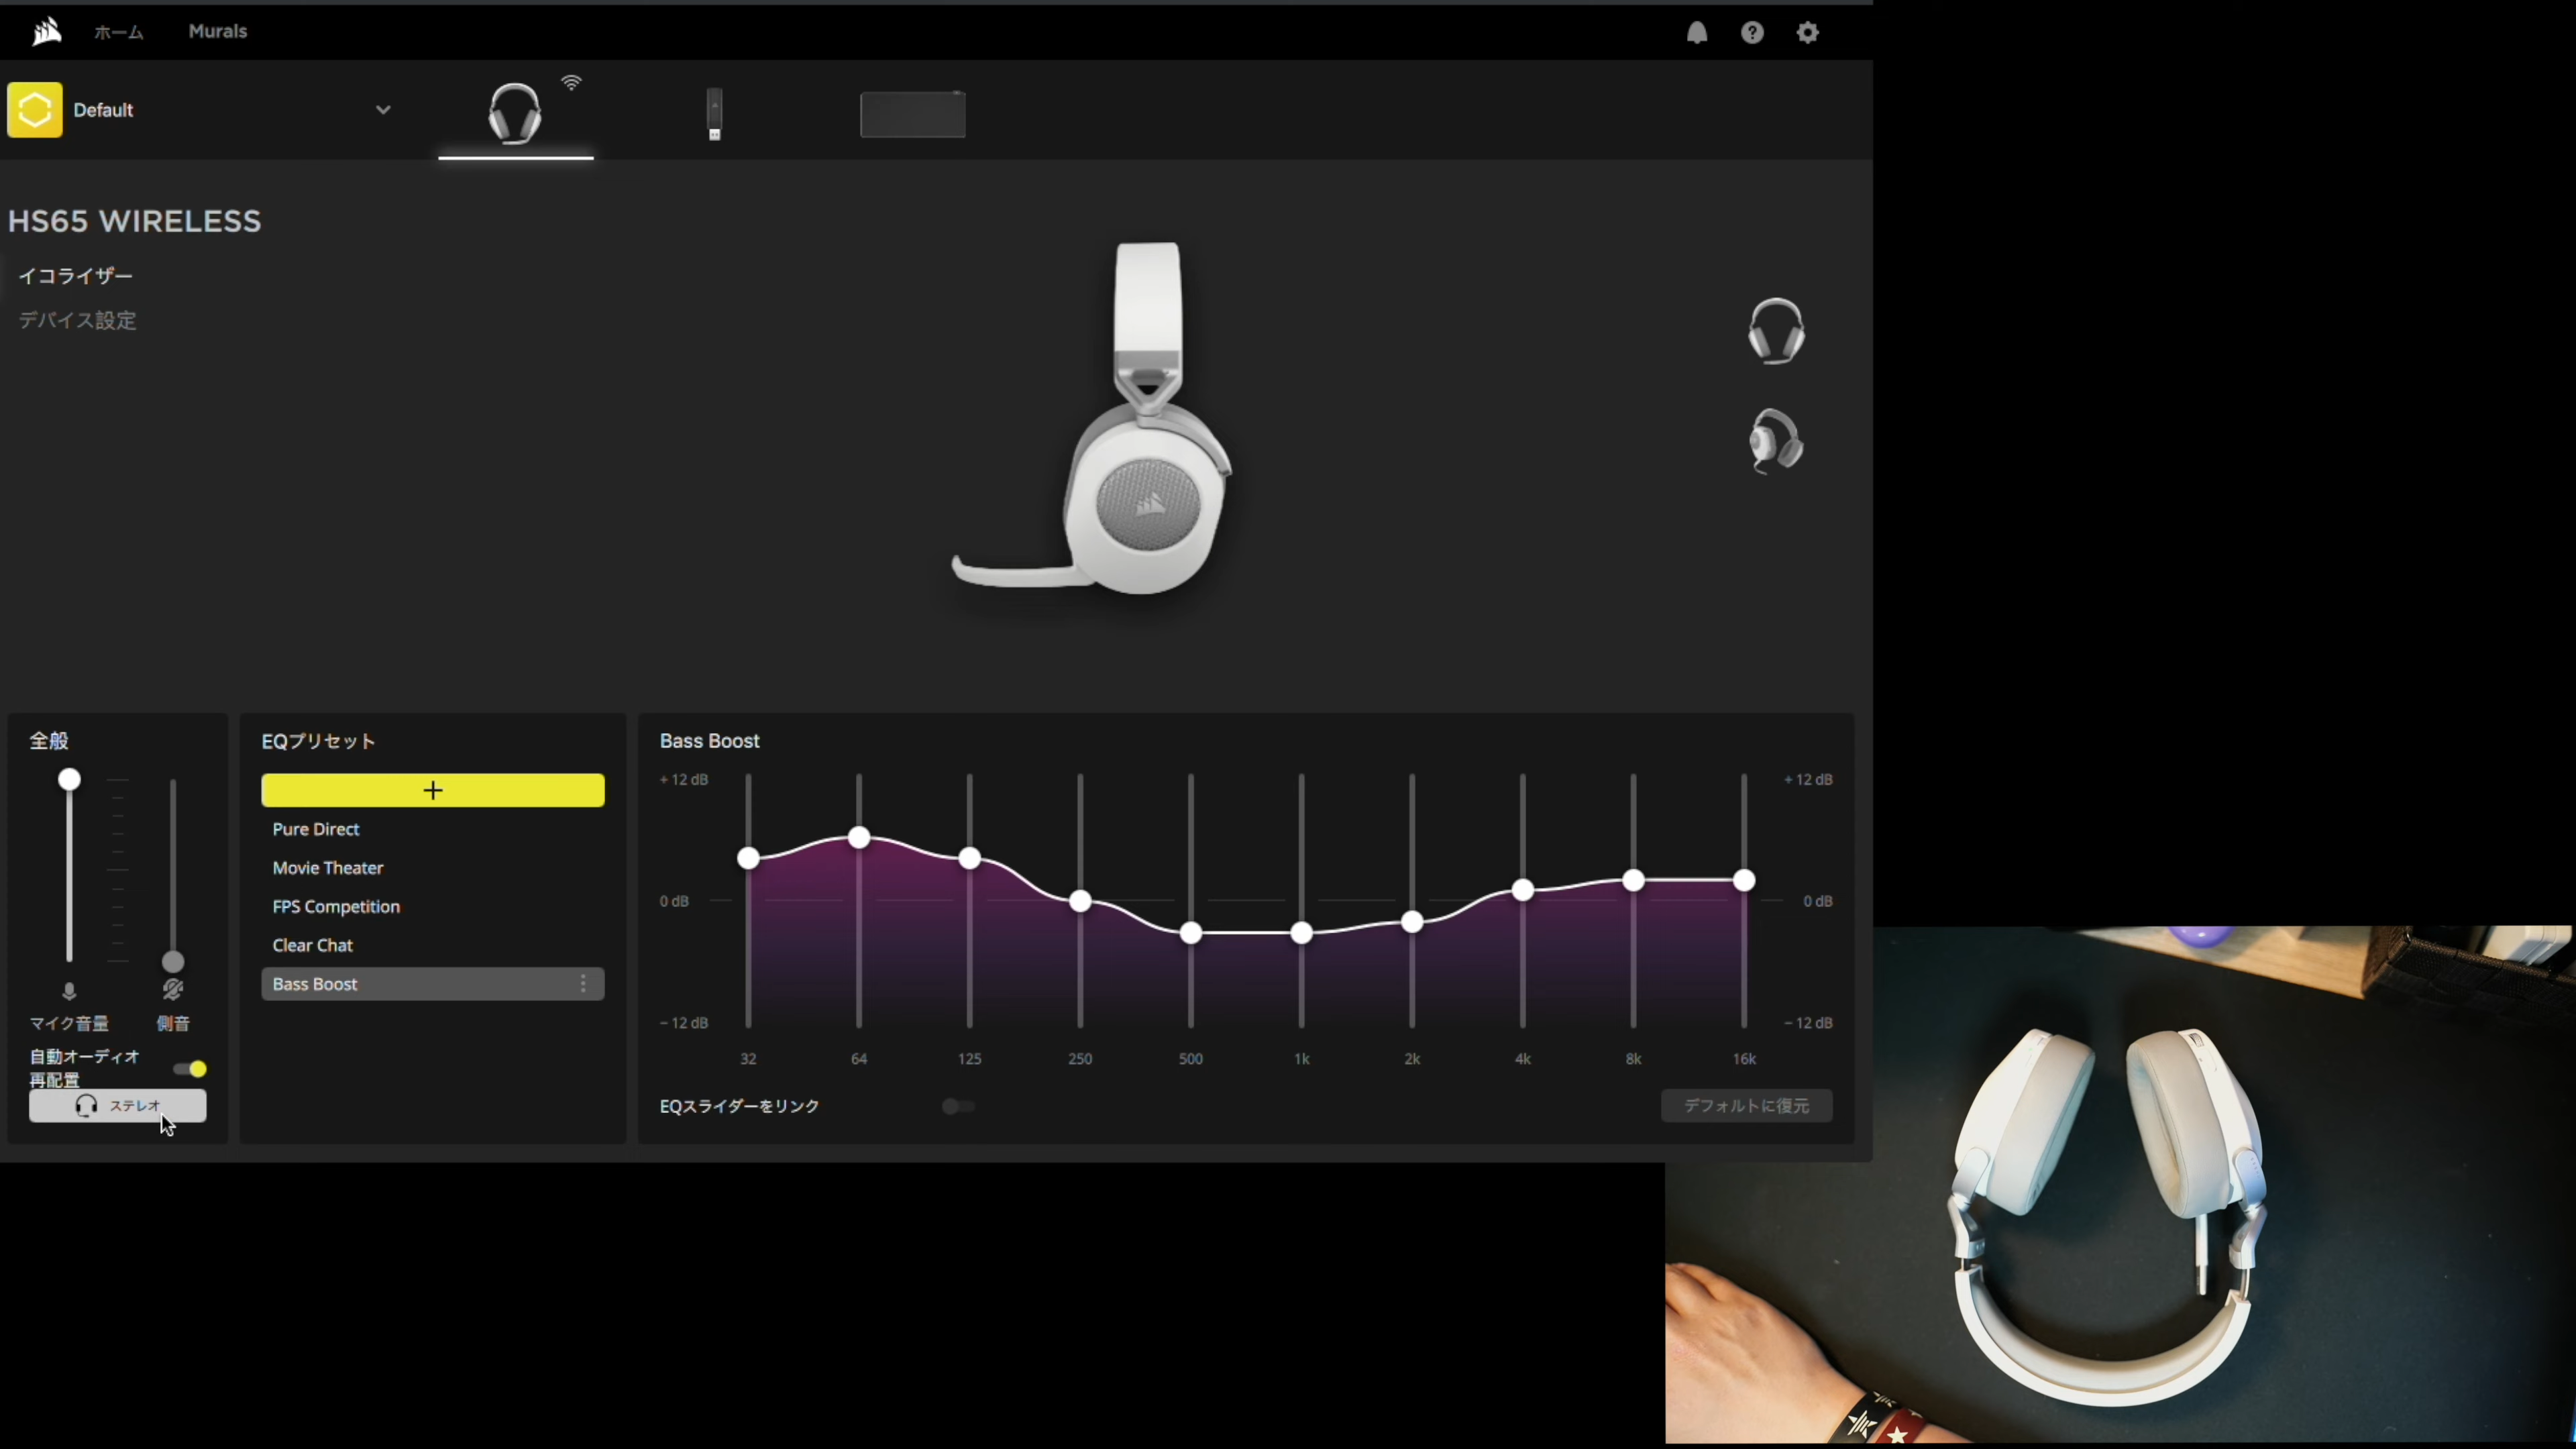 ホーム Murals
Default
HS65 WIRELESS
イコライザー
デバイス設定
全般
マイク音量 側音
自動オーディオ
再配置
ステレオ
EQプリセット
+
Pure Direct
Movie Theater
FPS Competition
Clear Chat
Bass Boost
Bass Boost
+ 12 dB + 12 dB
0 dB 0 dB
− 12 dB − 12 dB
32 64 125 250 500 1k 2k 4k 8k 16k
EQスライダーをリンク
デフォルトに復元